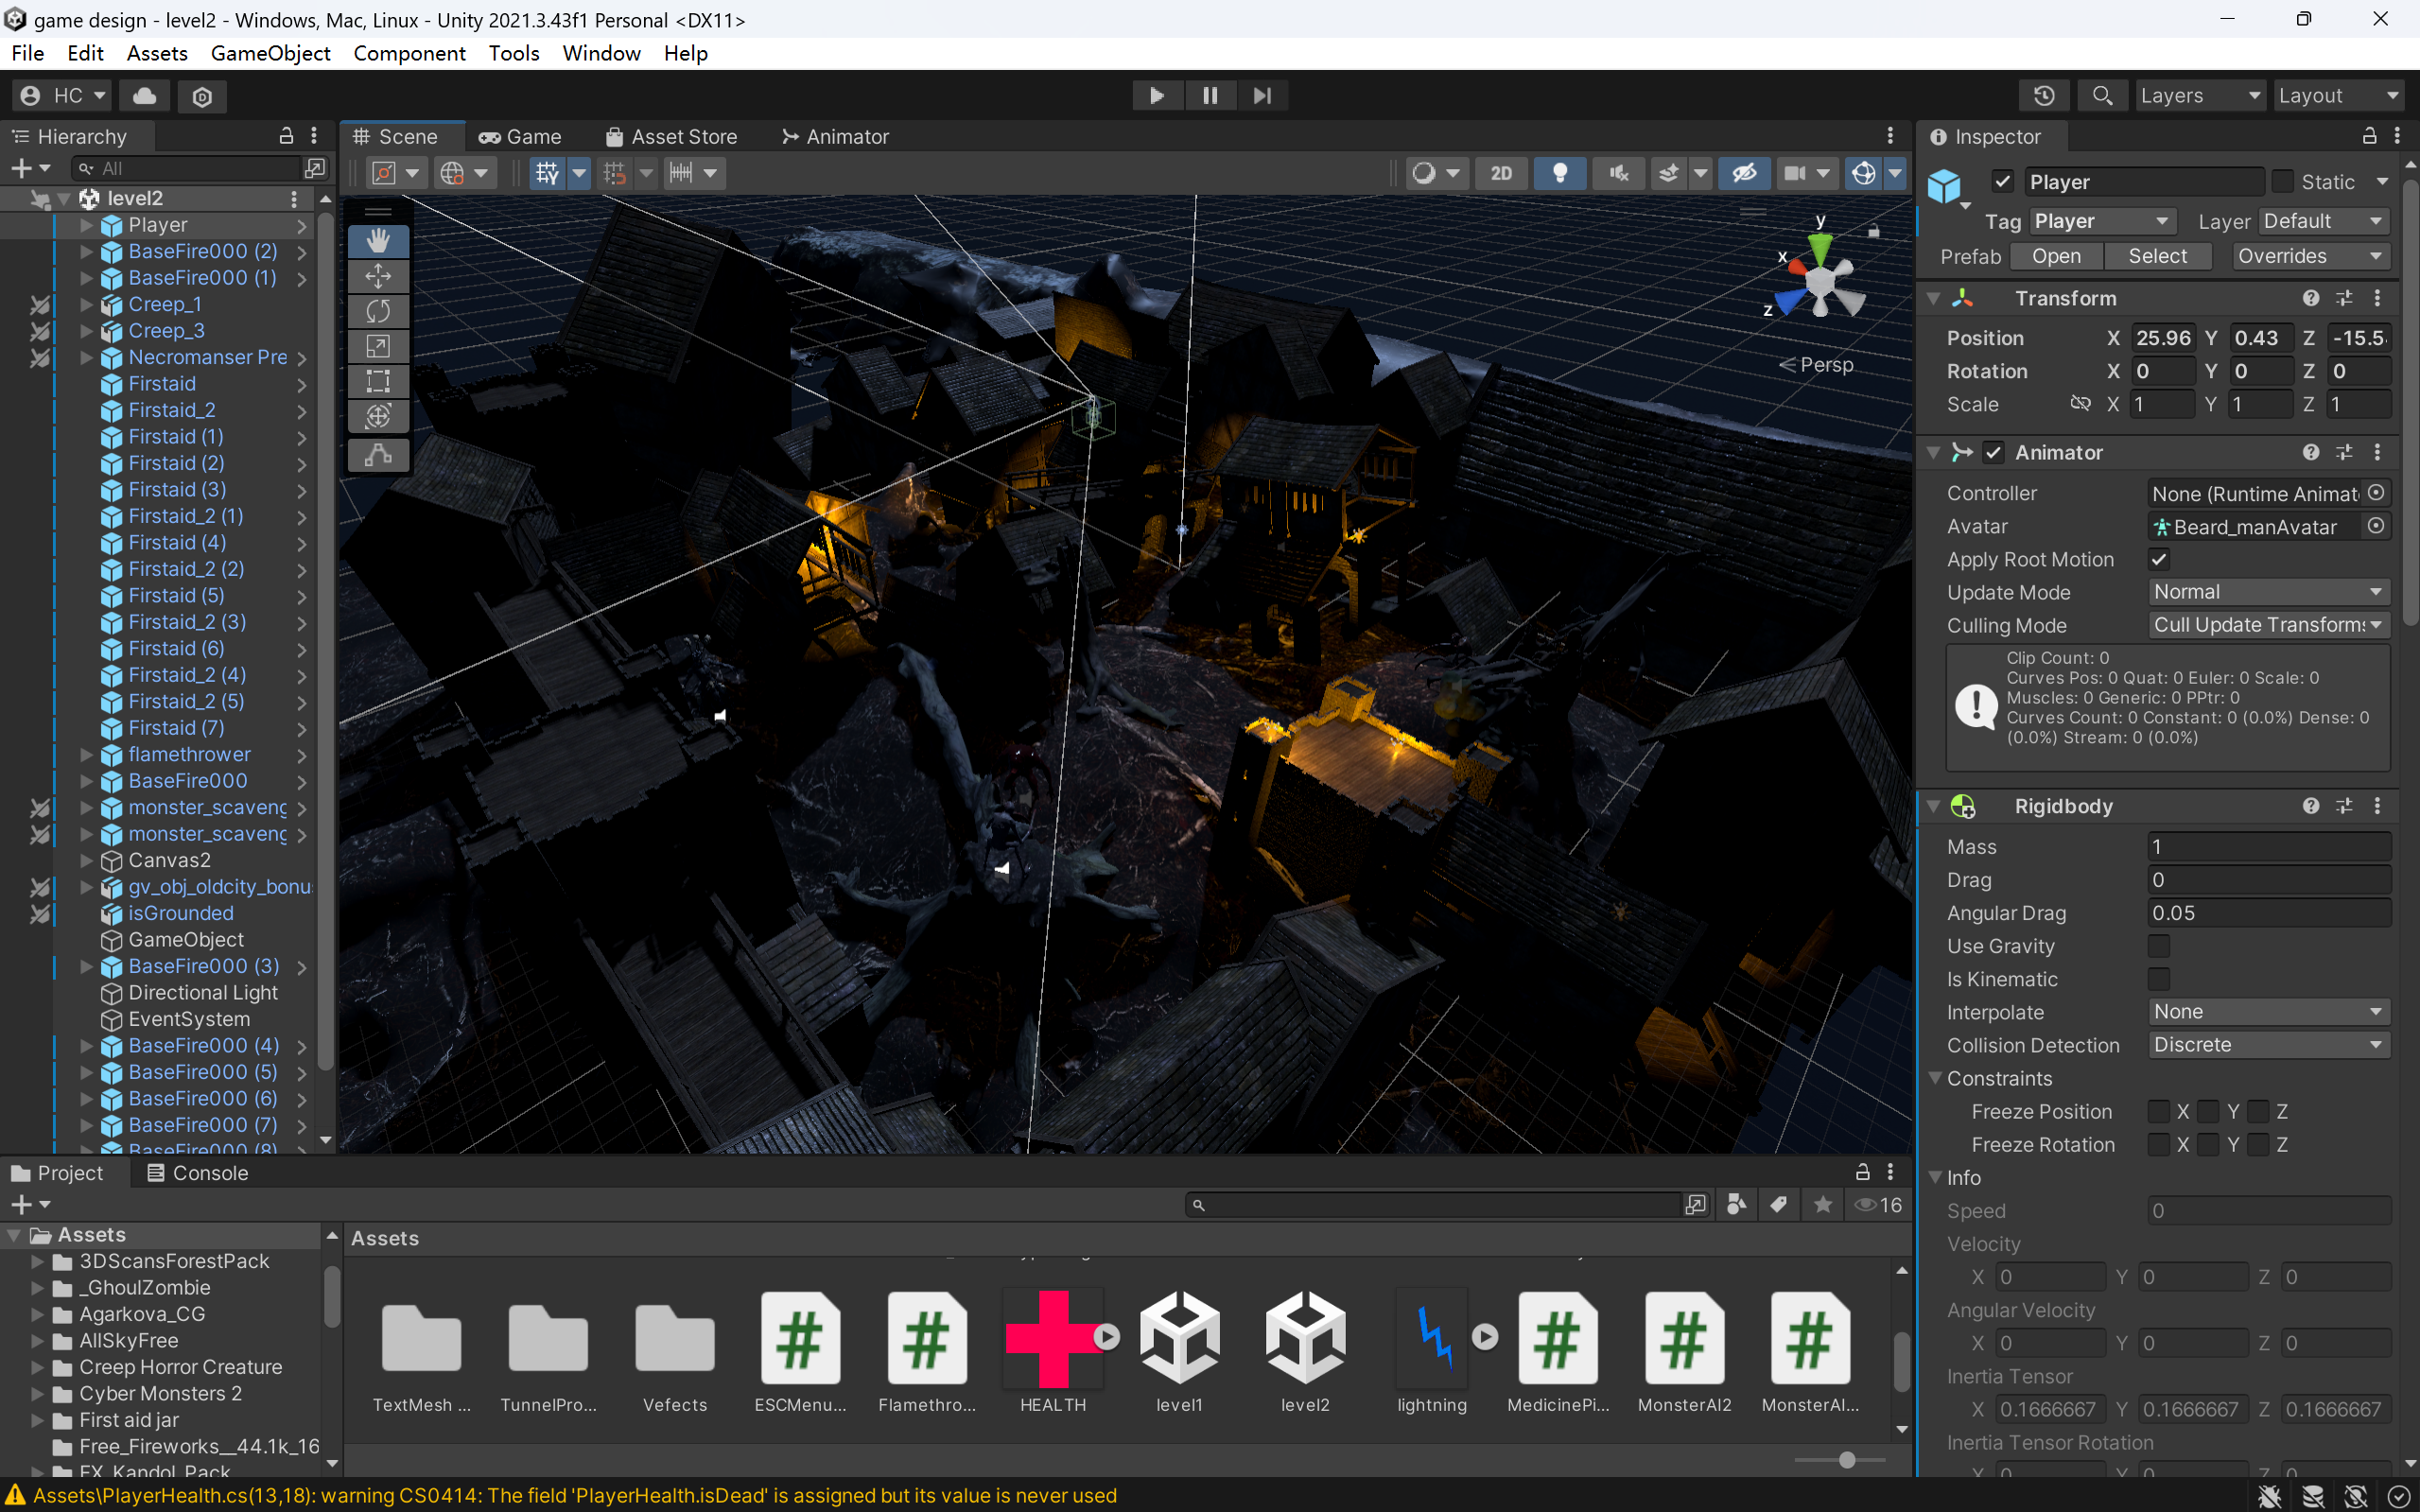 game design - level2 - Windows, Mac, Linux - Unity 2021.3.43f1 Personal <DX11>
File Edit Assets GameObject Component Tools Window Help
HC
Layers
Layout
Hierarchy
All
level2
Player
BaseFire000 (2)
BaseFire000 (1)
Creep_1
Creep_3
Necromanser Pre
Firstaid
Firstaid_2
Firstaid (1)
Firstaid (2)
Firstaid (3)
Firstaid_2 (1)
Firstaid (4)
Firstaid_2 (2)
Firstaid (5)
Firstaid_2 (3)
Firstaid (6)
Firstaid_2 (4)
Firstaid_2 (5)
Firstaid (7)
flamethrower
BaseFire000
monster_scaveng
monster_scaveng
Canvas2
gv_obj_oldcity_bonu
isGrounded
GameObject
BaseFire000 (3)
Directional Light
EventSystem
BaseFire000 (4)
BaseFire000 (5)
BaseFire000 (6)
BaseFire000 (7)
BaseFire000 (8)
Scene Game Asset Store Animator
2D
y
x
z
Persp
Inspector
Player
Static
Tag Player Layer Default
Prefab Open Select Overrides
Transform
Position X 25.96 Y 0.43 Z -15.5
Rotation X 0 Y 0 Z 0
Scale X 1 Y 1 Z 1
Animator
Controller None (Runtime Animat
Avatar Beard_manAvatar
Apply Root Motion
Update Mode Normal
Culling Mode Cull Update Transforms
Clip Count: 0
Curves Pos: 0 Quat: 0 Euler: 0 Scale: 0
Muscles: 0 Generic: 0 PPtr: 0
Curves Count: 0 Constant: 0 (0.0%) Dense: 0
(0.0%) Stream: 0 (0.0%)
Rigidbody
Mass 1
Drag 0
Angular Drag 0.05
Use Gravity
Is Kinematic
Interpolate None
Collision Detection Discrete
Constraints
Freeze Position X Y Z
Freeze Rotation X Y Z
Info
Speed 0
Velocity
X 0 Y 0 Z 0
Angular Velocity
X 0 Y 0 Z 0
Inertia Tensor
X 0.1666667 Y 0.1666667 Z 0.1666667
Inertia Tensor Rotation
X 0 Y 0 Z 0
Project Console
16
Assets
3DScansForestPack
_GhoulZombie
Agarkova_CG
AllSkyFree
Creep Horror Creature
Cyber Monsters 2
First aid jar
Free_Fireworks__44.1k_16
FX_Kandol_Pack
Assets
TextMesh ...
TunnelPro...
Vefects
ESCMenu...
Flamethro...
HEALTH
level1
level2
lightning
MedicinePi...
MonsterAI2
MonsterAI...
Assets\PlayerHealth.cs(13,18): warning CS0414: The field 'PlayerHealth.isDead' is assigned but its value is never used